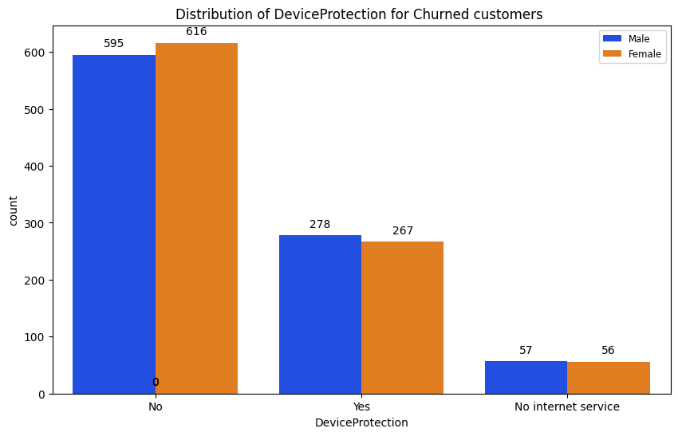 Distribution of DeviceProtection for Churned customers
Male
Female
600
500
400
300
200
100
0
count
595
616
278
267
57
56
0
No
Yes
No internet service
DeviceProtection